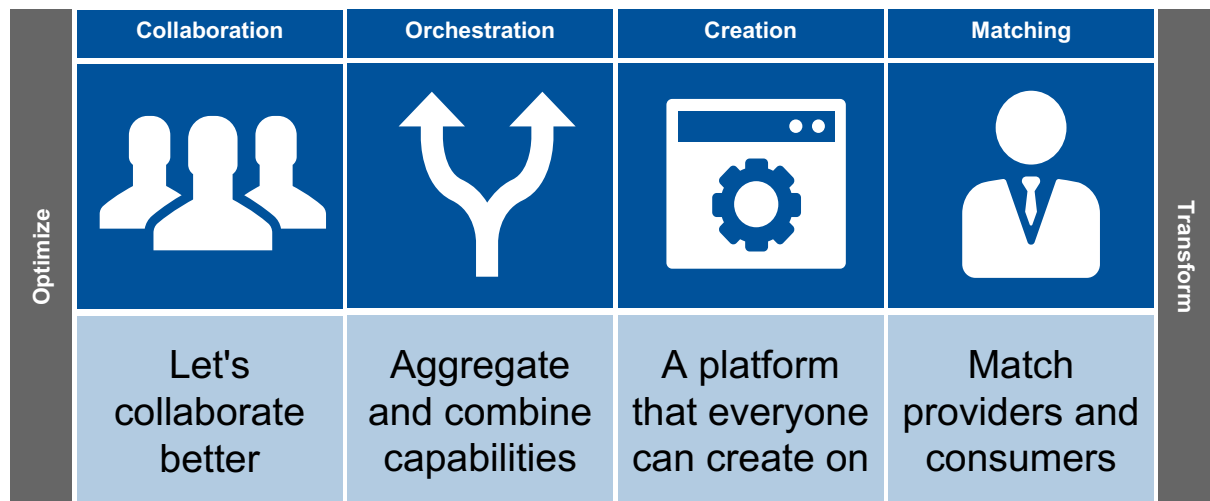 Optimize
Collaboration
Orchestration
Creation
Matching
Let's
collaborate
better
Aggregate
and combine
capabilities
A platform
that everyone
can create on
Match
providers and
consumers
Transform